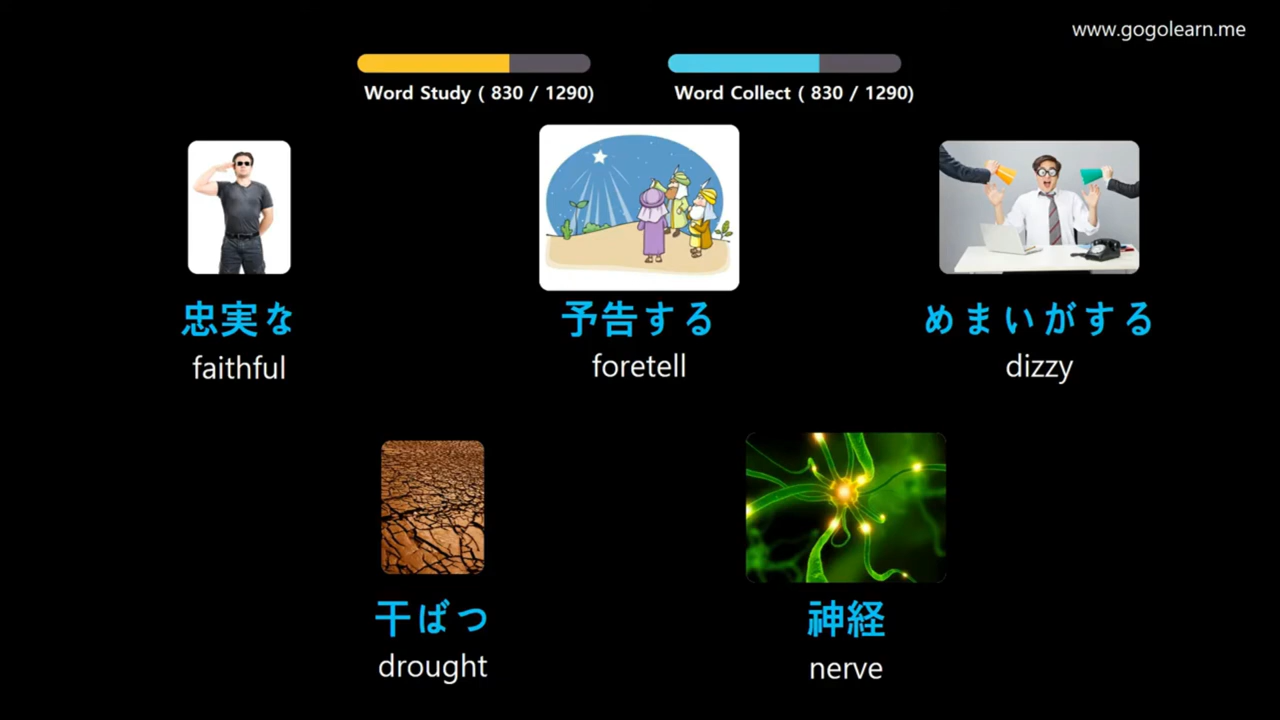 www.gogolearn.me
Word Study ( 830 / 1290)
Word Collect ( 830 / 1290)
忠実な
faithful
予告する
foretell
めまいがする
dizzy
干ばつ
drought
神経
nerve